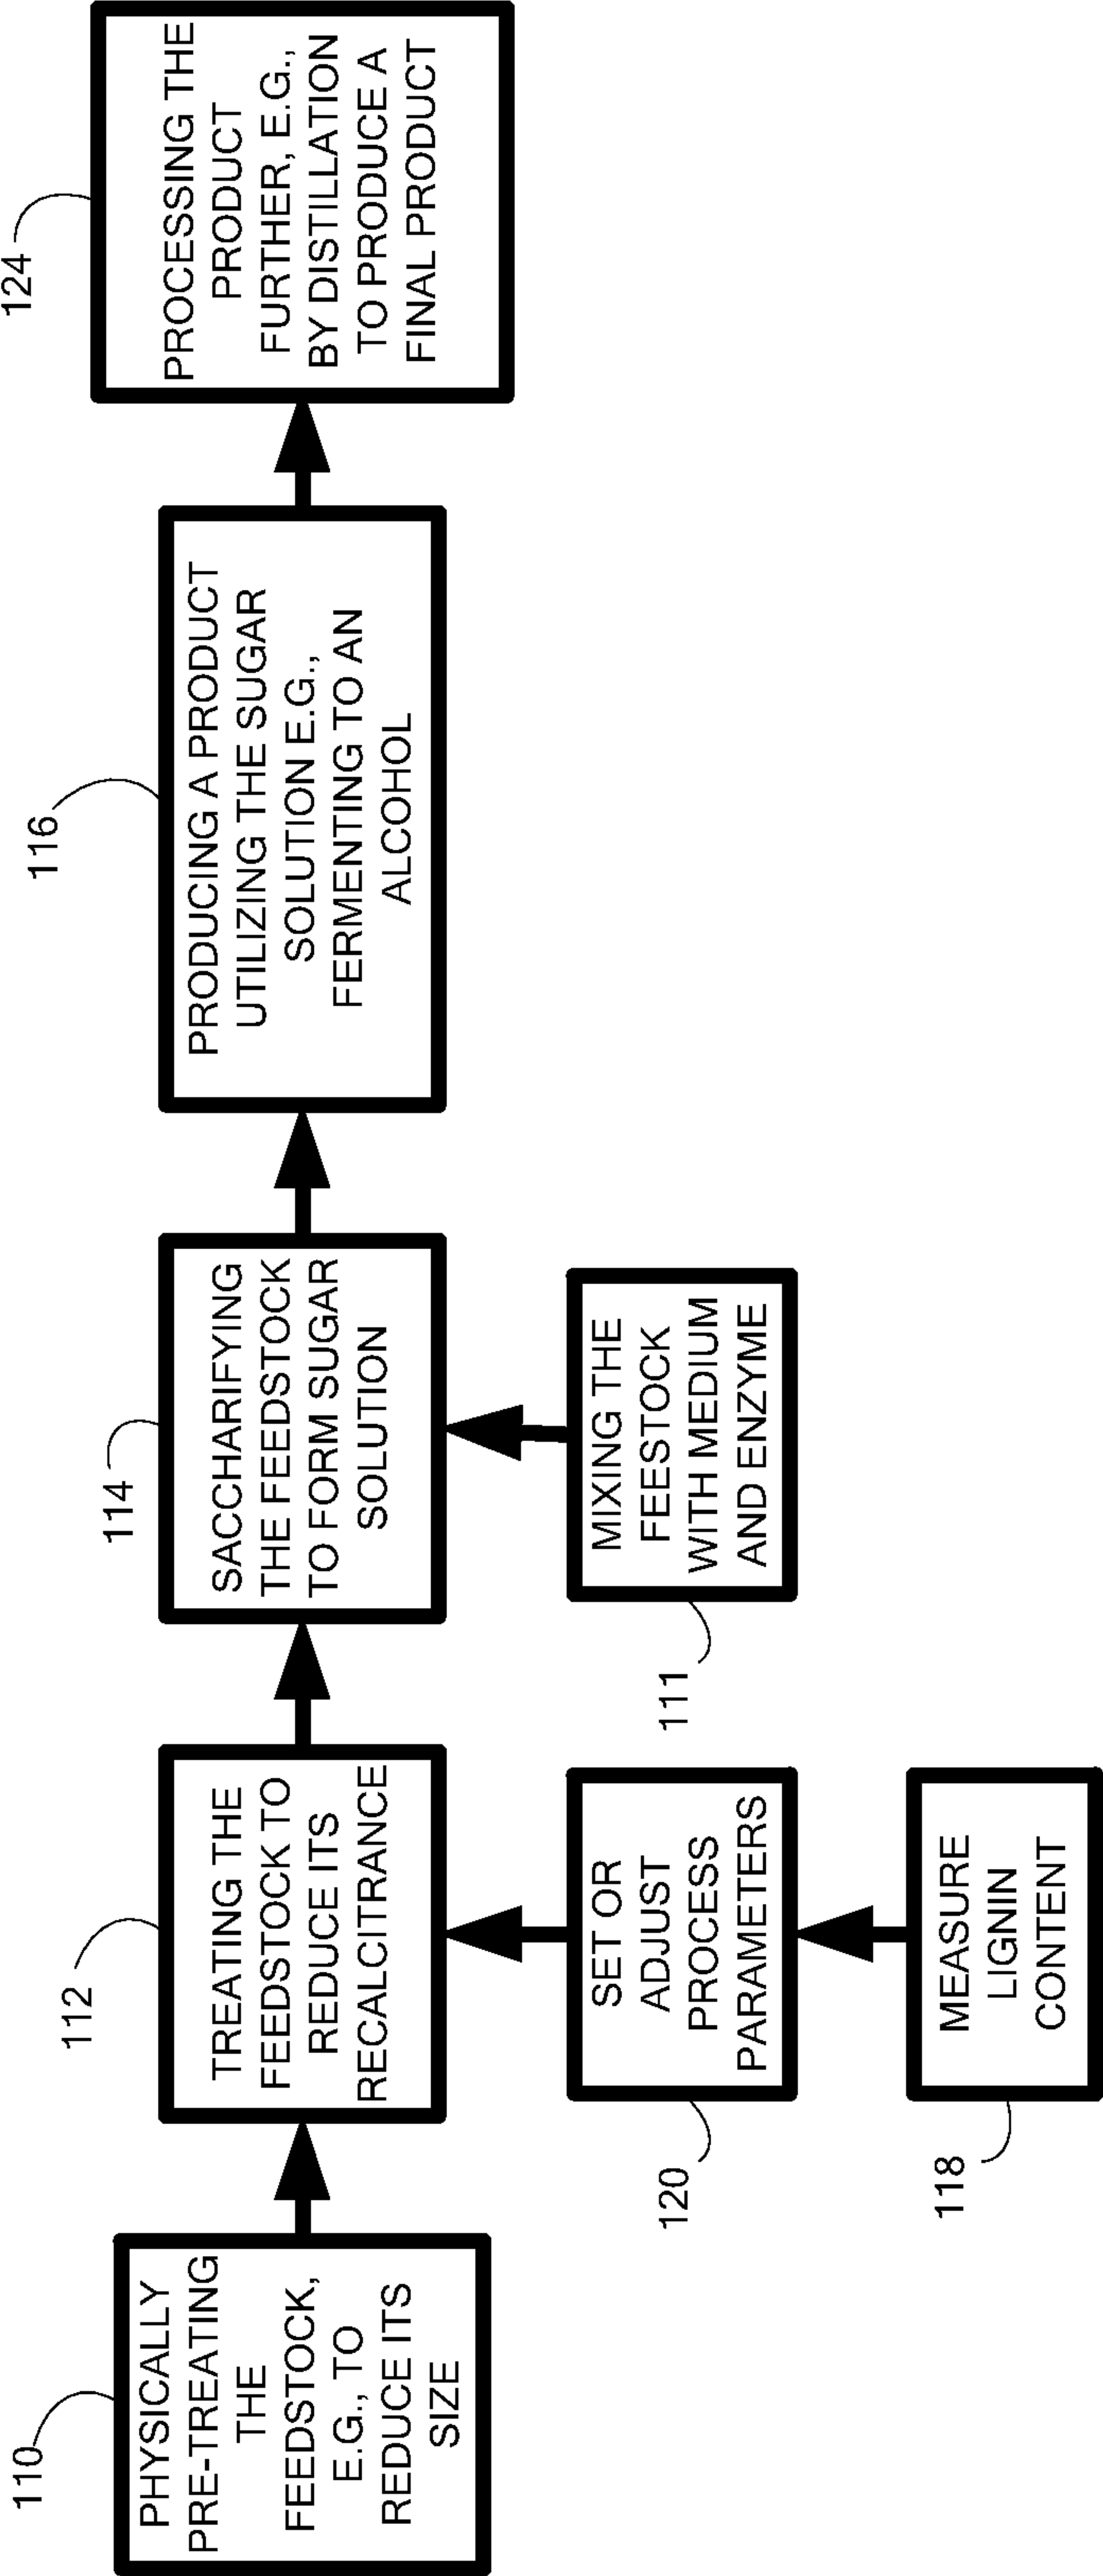 110
PHYSICALLY
PRE-TREATING
THE
FEEDSTOCK,
E.G., TO
REDUCE ITS
SIZE
112
TREATING THE
FEEDSTOCK TO
REDUCE ITS
RECALCITRANCE
114
SACCHARIFYING
THE FEEDSTOCK
TO FORM SUGAR
SOLUTION
116
PRODUCING A PRODUCT
UTILIZING THE SUGAR
SOLUTION E.G.,
FERMENTING TO AN
ALCOHOL
124
PROCESSING THE
PRODUCT
FURTHER, E.G.,
BY DISTILLATION
TO PRODUCE A
FINAL PRODUCT
120
SET OR
ADJUST
PROCESS
PARAMETERS
111
MIXING THE
FEESTOCK
WITH MEDIUM
AND ENZYME
118
MEASURE
LIGNIN
CONTENT